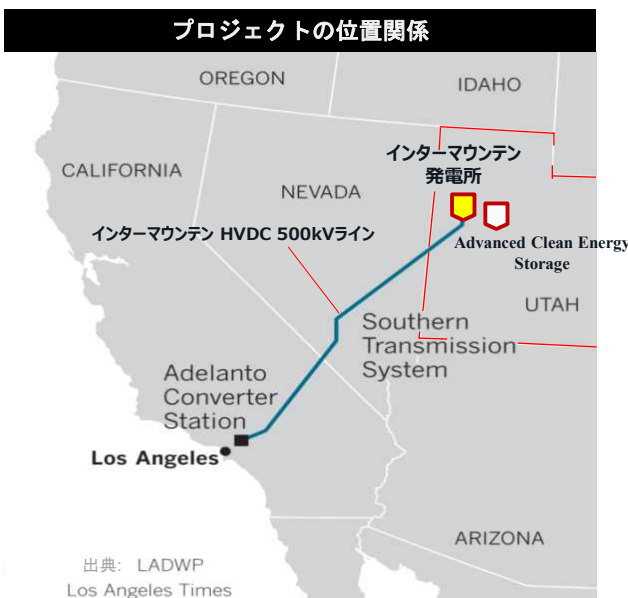 プロジェクトの位置関係
OREGON
IDAHO
CALIFORNIA
インターマウンテン
発電所
NEVADA
インターマウンテン HVDC 500kVライン
Advanced Clean Energy
Storage
UTAH
Southern
Transmission
System
Adelanto
Converter
Station
Los Angeles
ARIZONA
出典: LADWP
Los Angeles Times